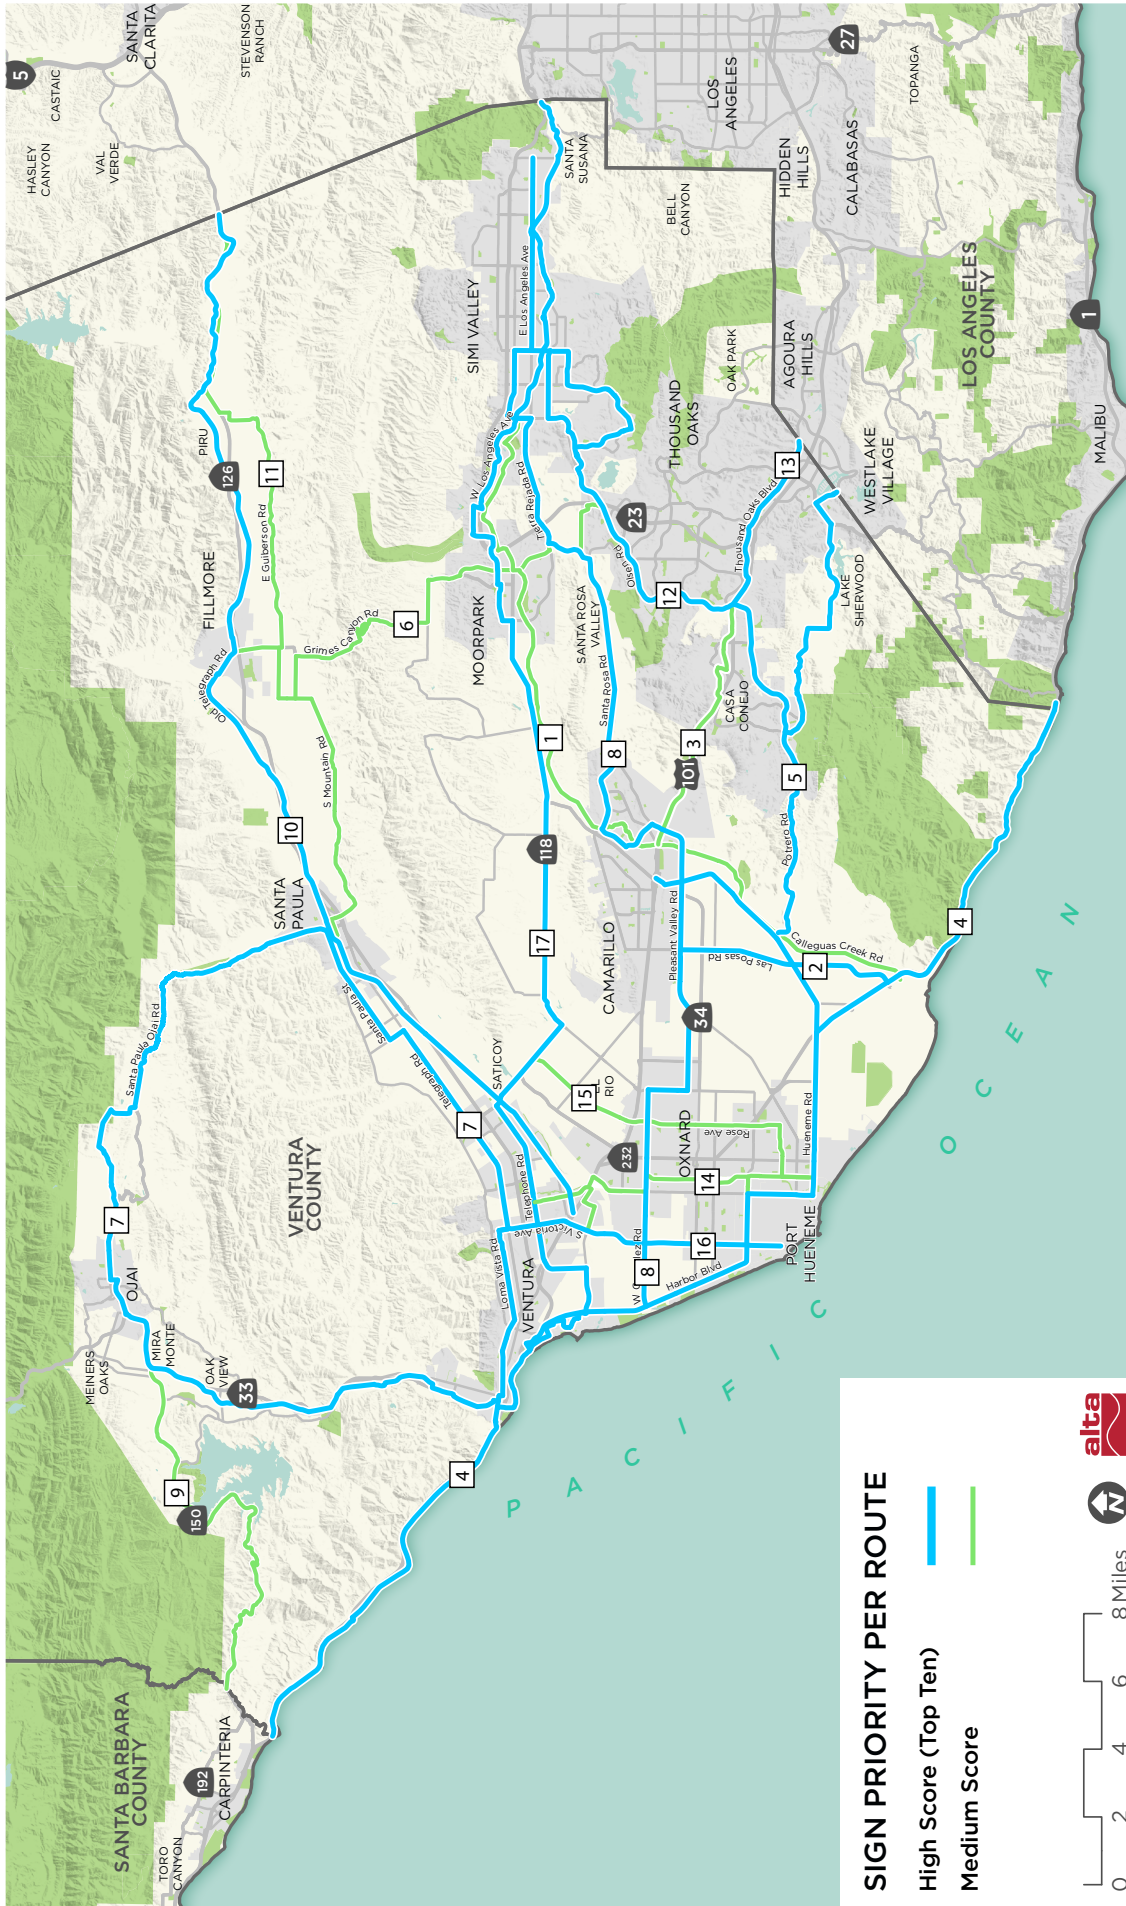 SANTA BARBARA
COUNTY
TORO
CANYON
192
CARPINTERIA
150
9
MEINERS
OAKS
MIRA
MONTE
OAK
VIEW
33
OJAI
7
Santa Paula Ojai Rd
VENTURA
COUNTY
4
VENTURA
Loma Vista Rd
S Victoria Ave
Telephone Rd
7
Telegraph Rd
Santa Paula St
SATICOY
SANTA
PAULA
10
Old Telegraph Rd
S Mountain Rd
FILLMORE
126
PIRU
E Guiberson Rd
11
Grimes Canyon Rd
6
MOORPARK
W Los Angeles Ave
Tierra Rejada Rd
SIMI VALLEY
E Los Angeles Ave
SANTA
SUSANA
HASLEY
CANYON
VAL
VERDE
CASTAIC
5
SANTA
CLARITA
STEVENSON
RANCH
LOS
ANGELES
27
TOPANGA
BELL
CANYON
HIDDEN
HILLS
CALABASAS
LOS ANGELES
COUNTY
OAK PARK
AGOURA
HILLS
THOUSAND
OAKS
WESTLAKE
VILLAGE
1
MALIBU
13
Thousand Oaks Blvd
23
Olsen Rd
12
LAKE
SHERWOOD
SANTA ROSA
VALLEY
Santa Rosa Rd
8
1
118
17
3
101
CASA
CONEJO
5
Potrero Rd
CAMARILLO
Pleasant Valley Rd
Las Posas Rd
Calleguas Creek Rd
2
4
34
15
RIO
232
OXNARD
Rose Ave
14
Hueneme Rd
16
8
Harbor Blvd
PORT
HUENEME
PACIFIC
OCEAN
SIGN PRIORITY PER ROUTE
High Score (Top Ten)
Medium Score
0 2 4 6 8 Miles
N
alta